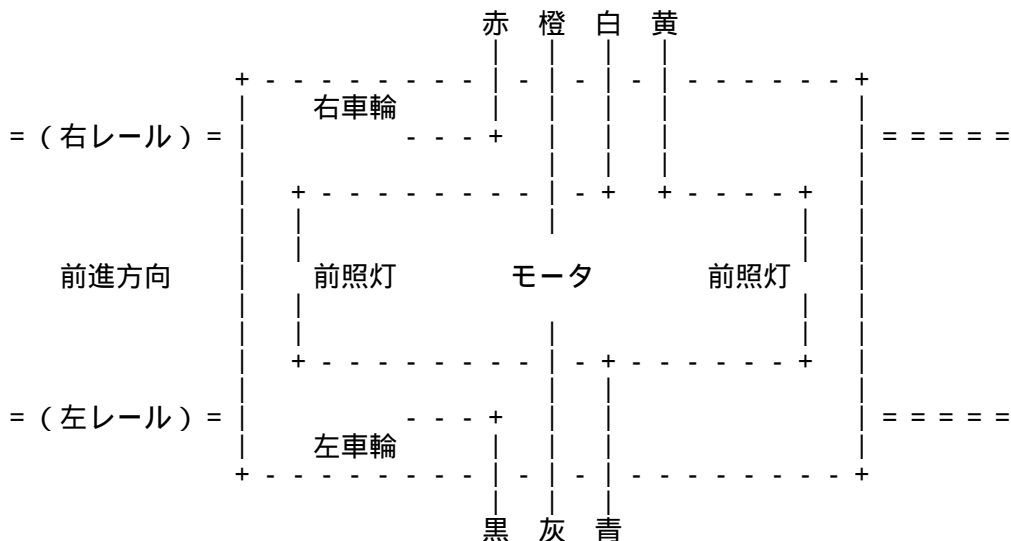 赤 橙 白 黄
右車輪
=(右レール)= =====
前進方向 前照灯 モータ 前照灯
=(左レール)= =====
左車輪
黒 灰 青